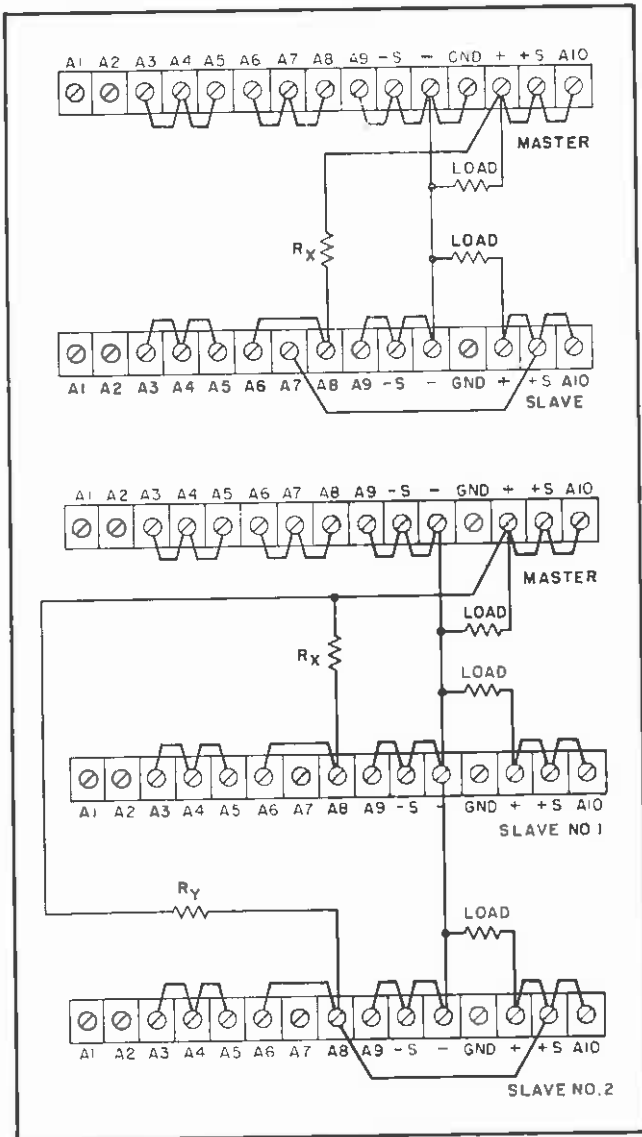 A1 A2 A3 A4 A5 A6 A7 A8 A9 -S - GND + +S A10
MASTER
LOAD
LOAD
RX
A1 A2 A3 A4 A5 A6 A7 A8 A9 -S - GND + +S A10
SLAVE
A1 A2 A3 A4 A5 A6 A7 A8 A9 -S - GND + +S A10
MASTER
LOAD
RX
LOAD
A1 A2 A3 A4 A5 A6 A7 A8 A9 -S - GND + +S A10
SLAVE NO.1
RY
LOAD
A1 A2 A3 A4 A5 A6 A7 A8 A9 -S - GND + +S A10
SLAVE NO.2